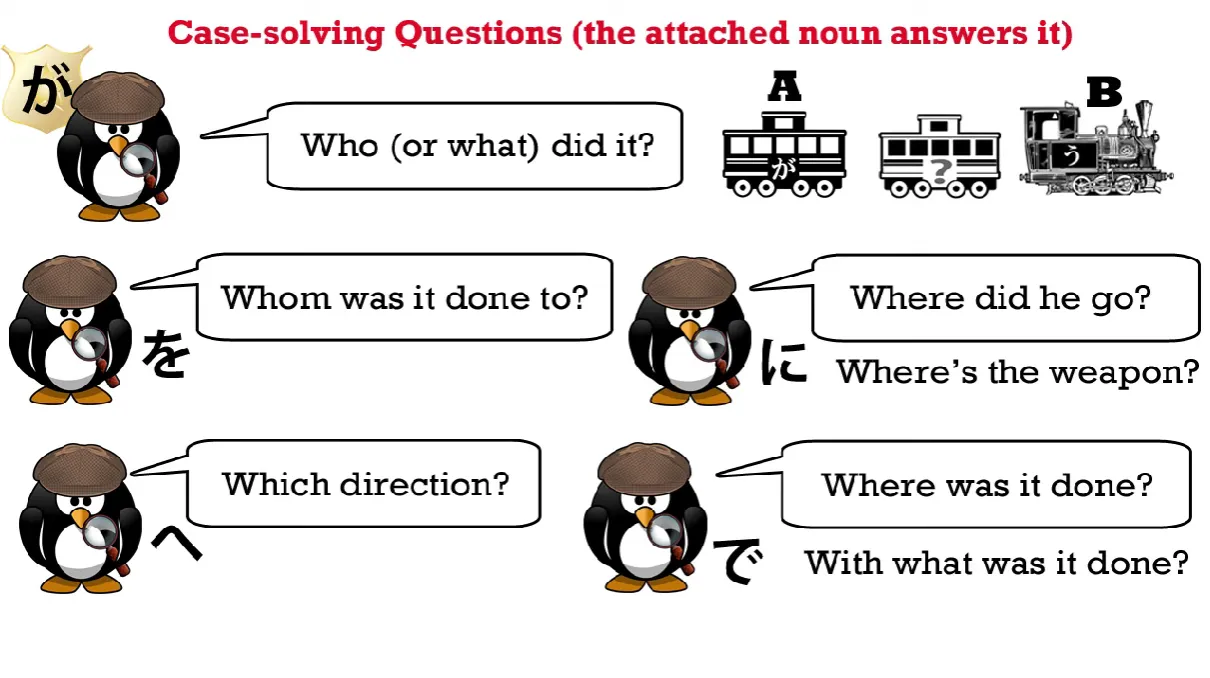 Case-solving Questions (the attached noun answers it)
が
Who (or what) did it?
A
B
が
?
う
Whom was it done to?
を
Where did he go?
に
Where's the weapon?
Which direction?
へ
Where was it done?
で
With what was it done?